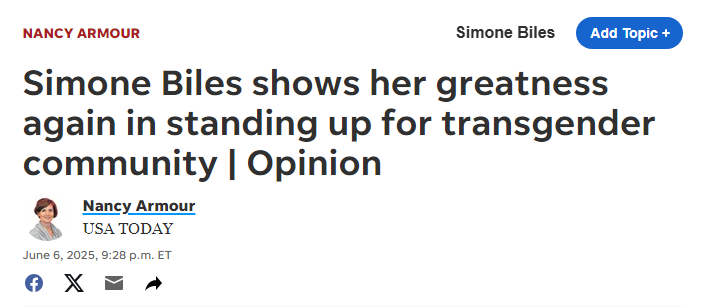 NANCY ARMOUR
Simone Biles
Add Topic +
Simone Biles shows her greatness
again in standing up for transgender
community | Opinion
Nancy Armour
USA TODAY
June 6, 2025, 9:28 p.m. ET